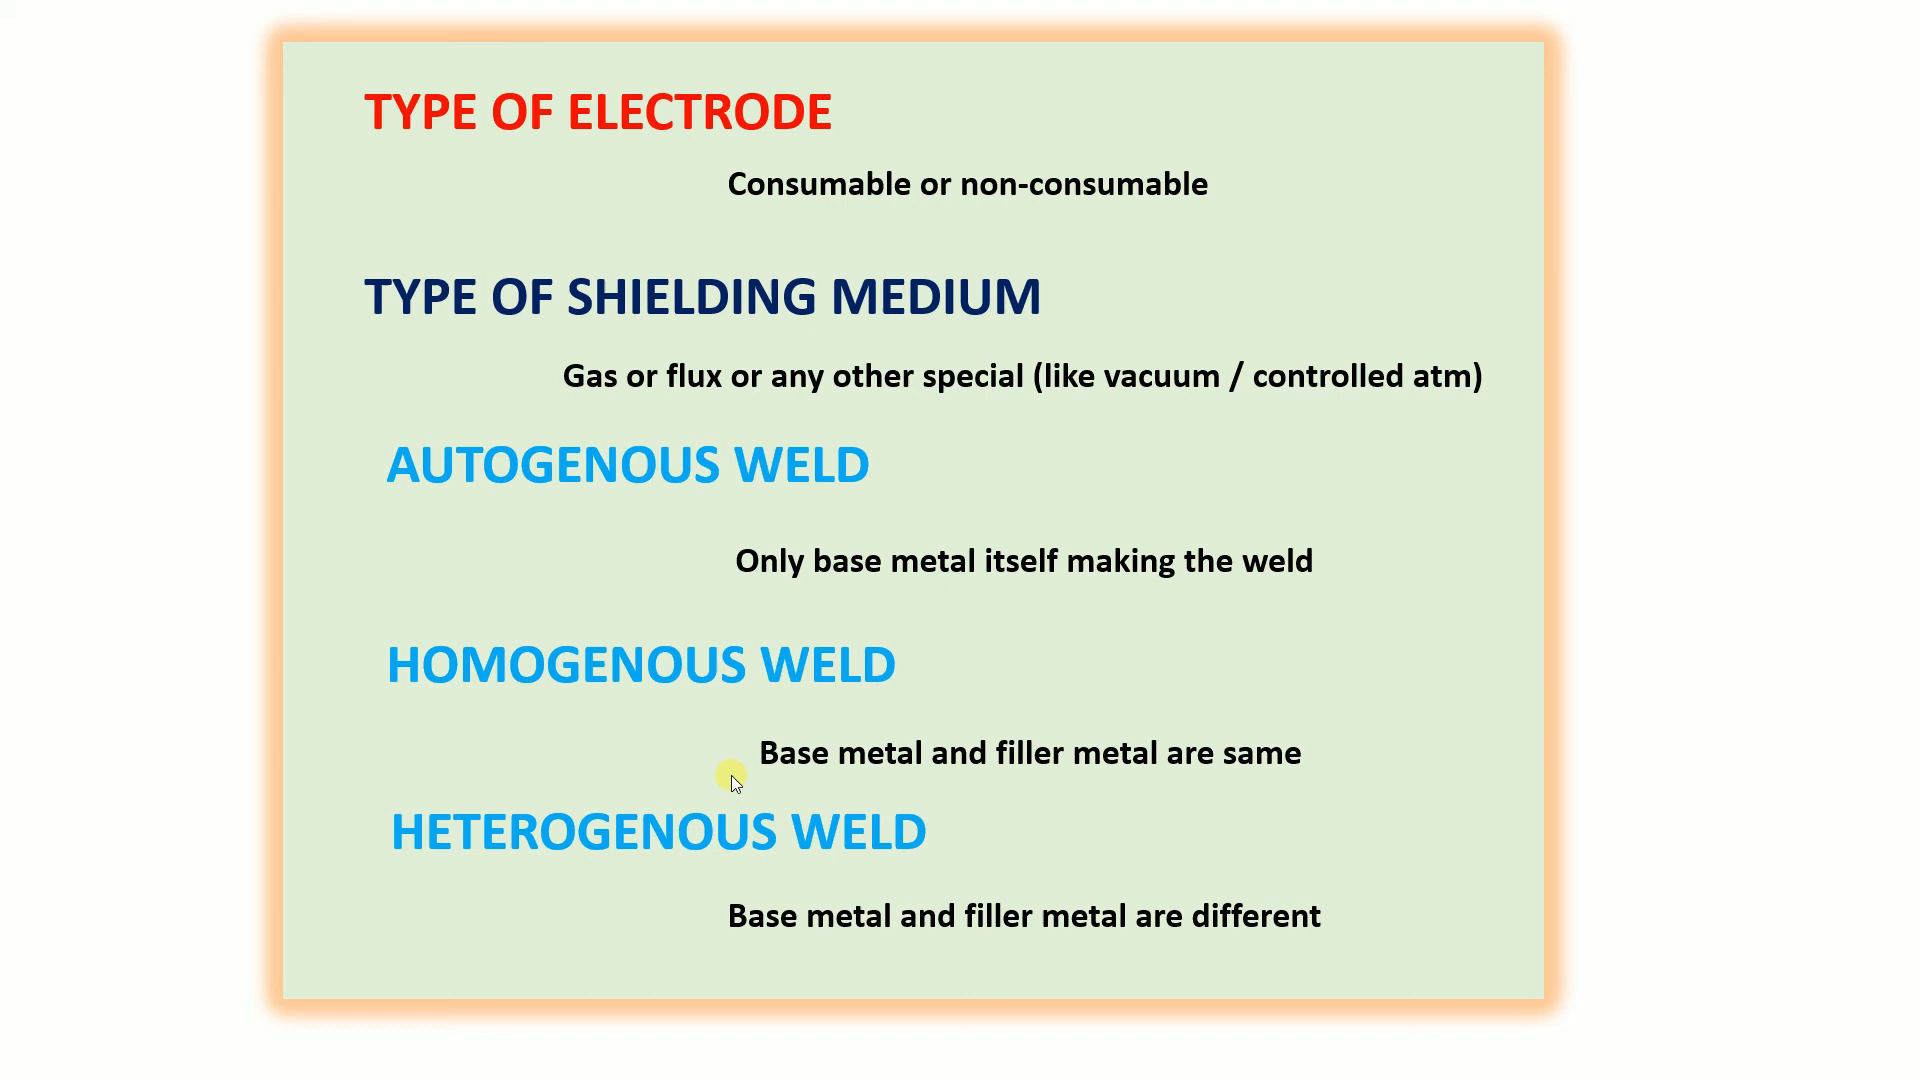 TYPE OF ELECTRODE
Consumable or non-consumable
TYPE OF SHIELDING MEDIUM
Gas or flux or any other special (like vacuum / controlled atm)
AUTOGENOUS WELD
Only base metal itself making the weld
HOMOGENOUS WELD
Base metal and filler metal are same
HETEROGENOUS WELD
Base metal and filler metal are different